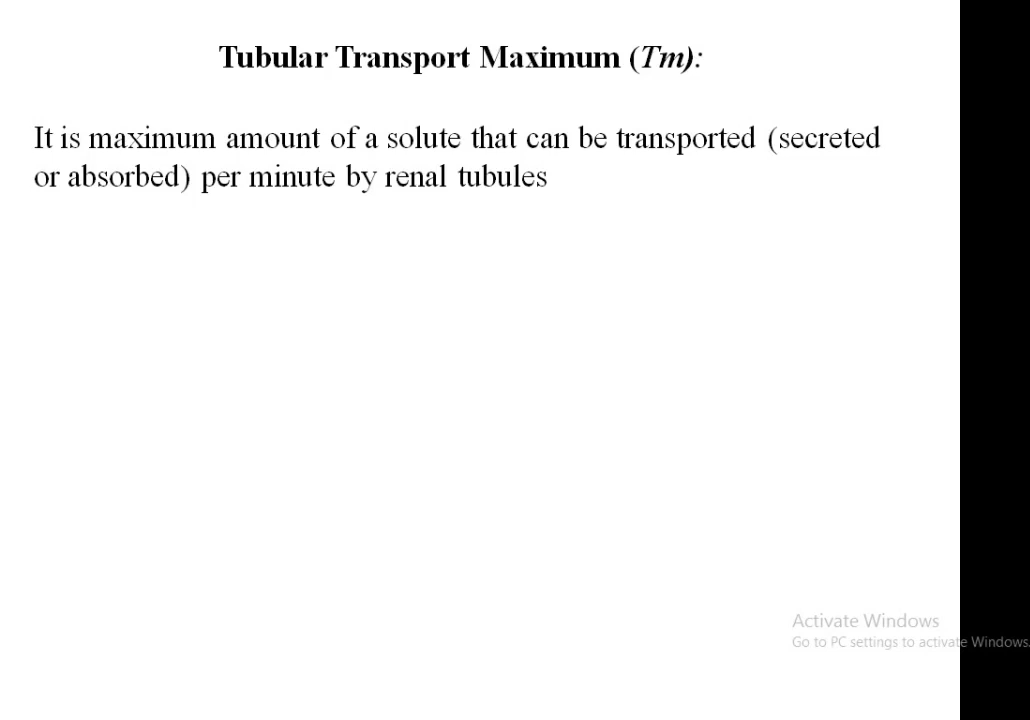 Tubular Transport Maximum (Tm):
It is maximum amount of a solute that can be transported (secreted
or absorbed) per minute by renal tubules
Activate Windows
Go to PC settings to activate Windows.